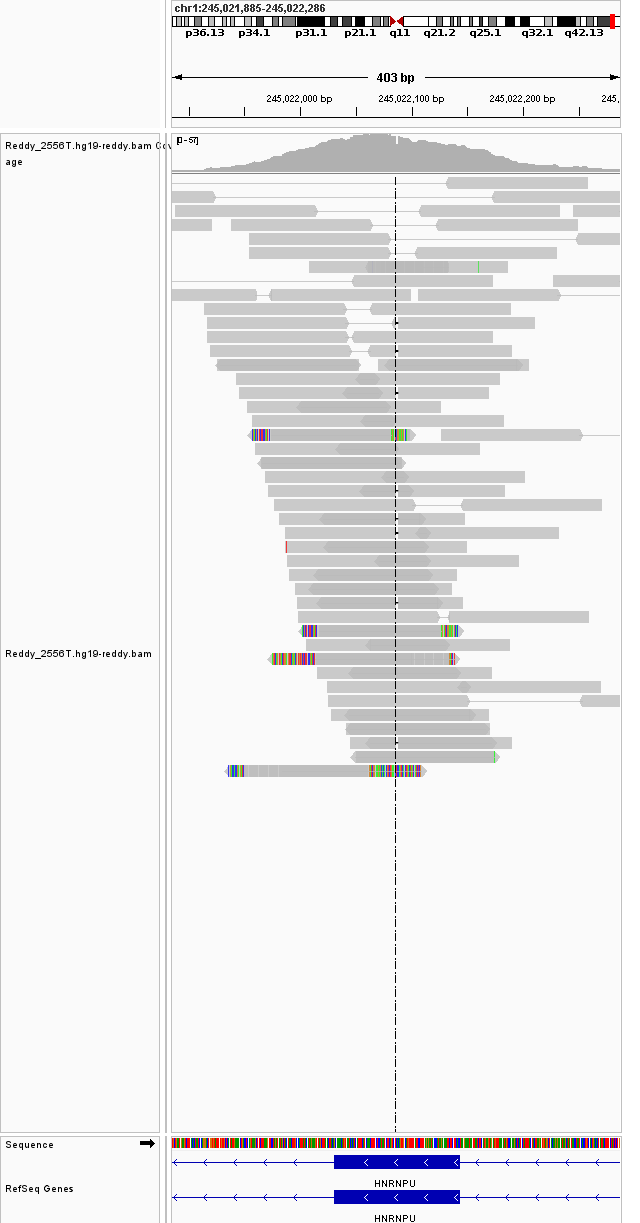 chr1:245,021,885-245,022,286
p36.13 p34.1 p31.1 p21.1 q11 q21.2 q25.1 q32.1 q42.13
403 bp
245,022,000 bp 245,022,100 bp 245,022,200 bp 245,
Reddy_2556T.hg19-reddy.bam Cov
age
[0 - 57]
Reddy_2556T.hg19-reddy.bam
Sequence
HNRNPU
RefSeq Genes
HNRNPU